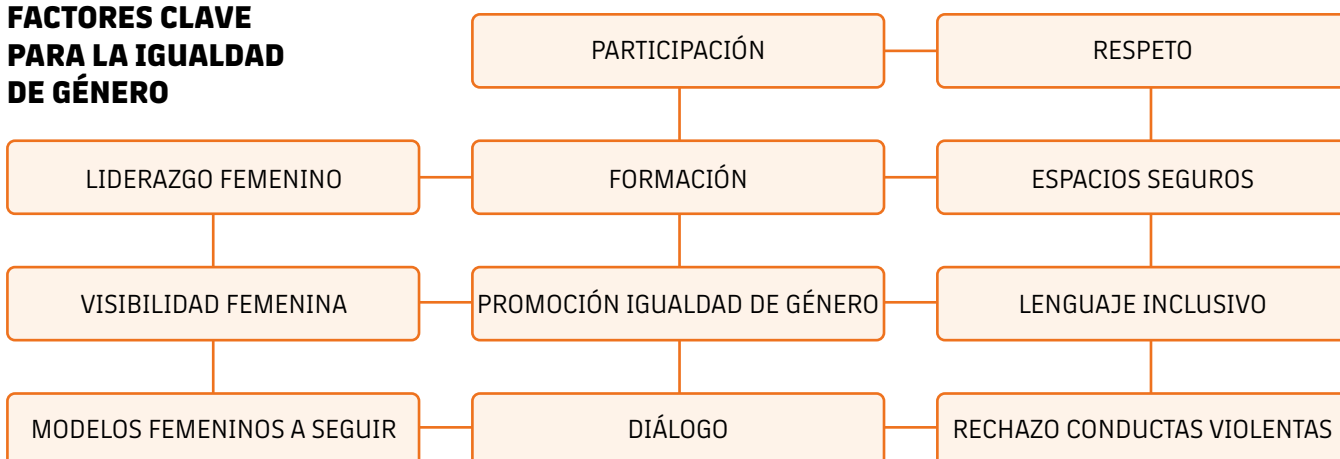 FACTORES CLAVE
PARA LA IGUALDAD
DE GÉNERO
PARTICIPACIÓN
RESPETO
LIDERAZGO FEMENINO
FORMACIÓN
ESPACIOS SEGUROS
VISIBILIDAD FEMENINA
PROMOCIÓN IGUALDAD DE GÉNERO
LENGUAJE INCLUSIVO
MODELOS FEMENINOS A SEGUIR
DIÁLOGO
RECHAZO CONDUCTAS VIOLENTAS